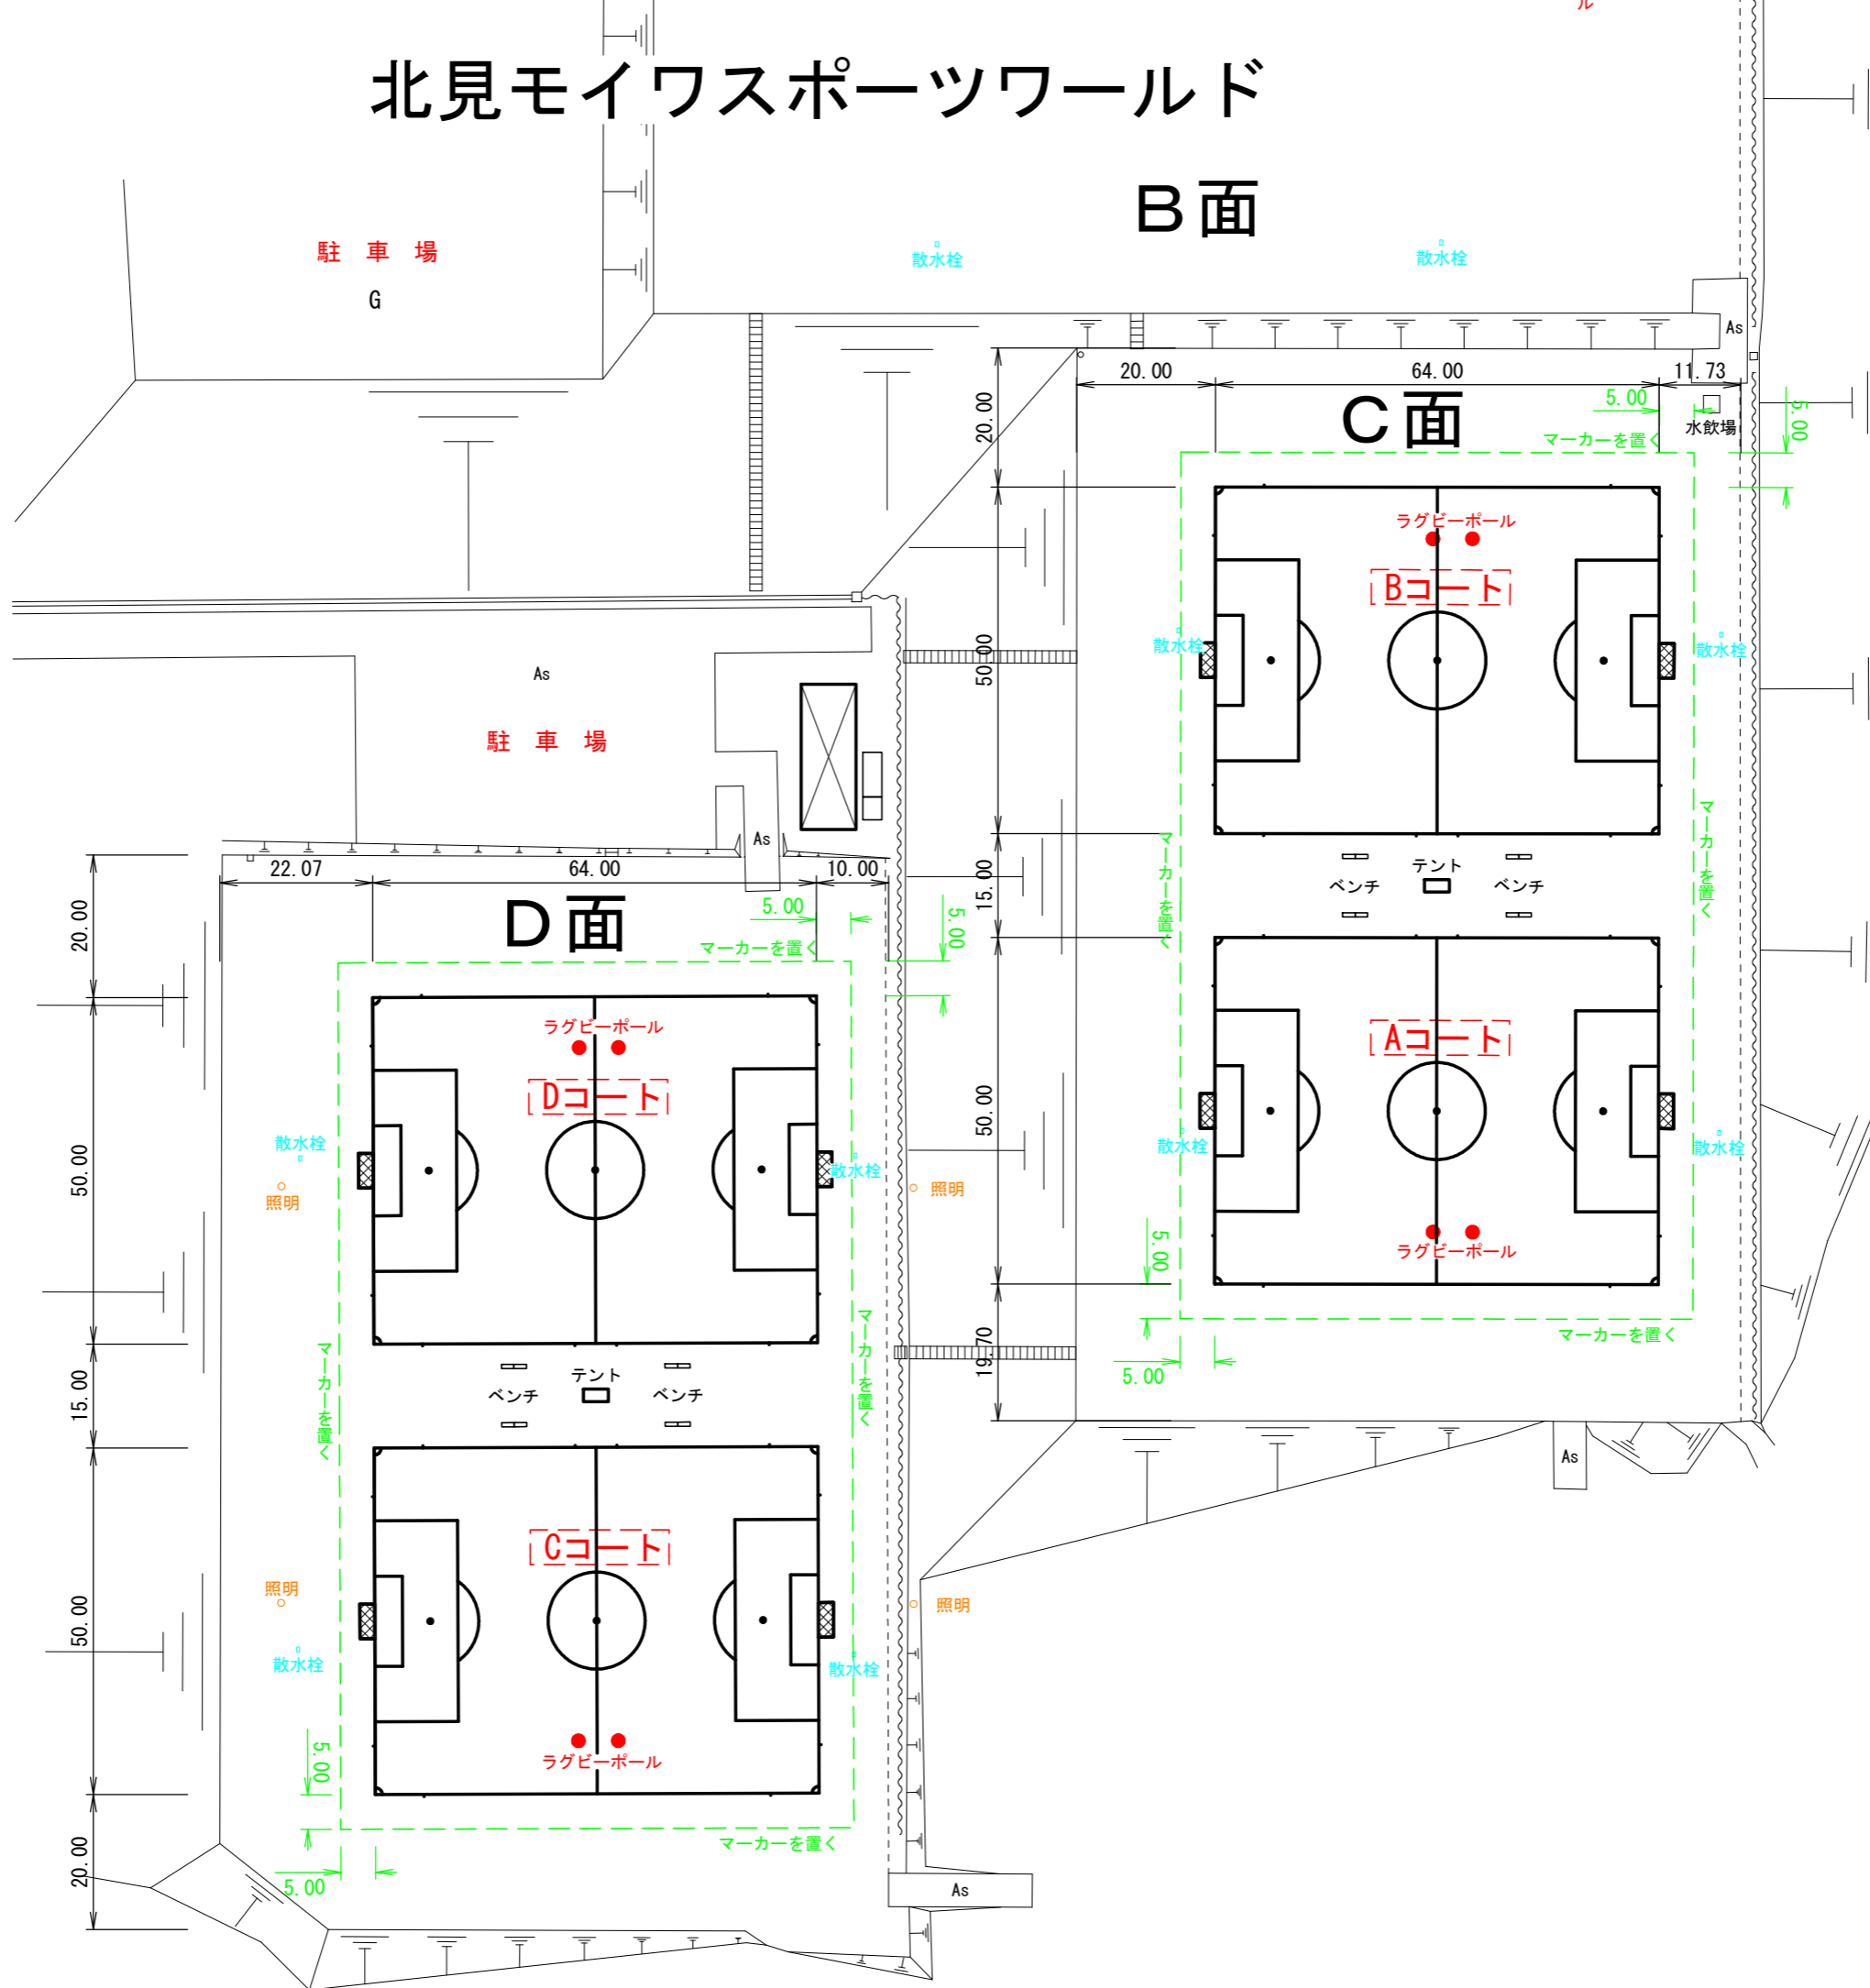 ル
北見モイワスポーツワールド
B面
駐 車 場
G
散水栓
散水栓
As
20.00
64.00
11.73
20.00
C面
5.00
5.00
水飲場
マーカーを置く
ラグビーポール
Bコート
散水栓
散水栓
50.00
As
駐 車 場
As
マーカーを置く
マーカーを置く
15.00
テント
ベンチ
ベンチ
22.07
64.00
10.00
20.00
D面
5.00
5.00
マーカーを置く
ラグビーポール
Dコート
Aコート
50.00
散水栓
散水栓
散水栓
散水栓
50.00
照明
照明
5.00
ラグビーポール
マーカーを置く
5.00
19.70
マーカーを置く
マーカーを置く
15.00
テント
ベンチ
ベンチ
As
Cコート
50.00
照明
照明
散水栓
散水栓
ラグビーポール
5.00
マーカーを置く
5.00
20.00
As